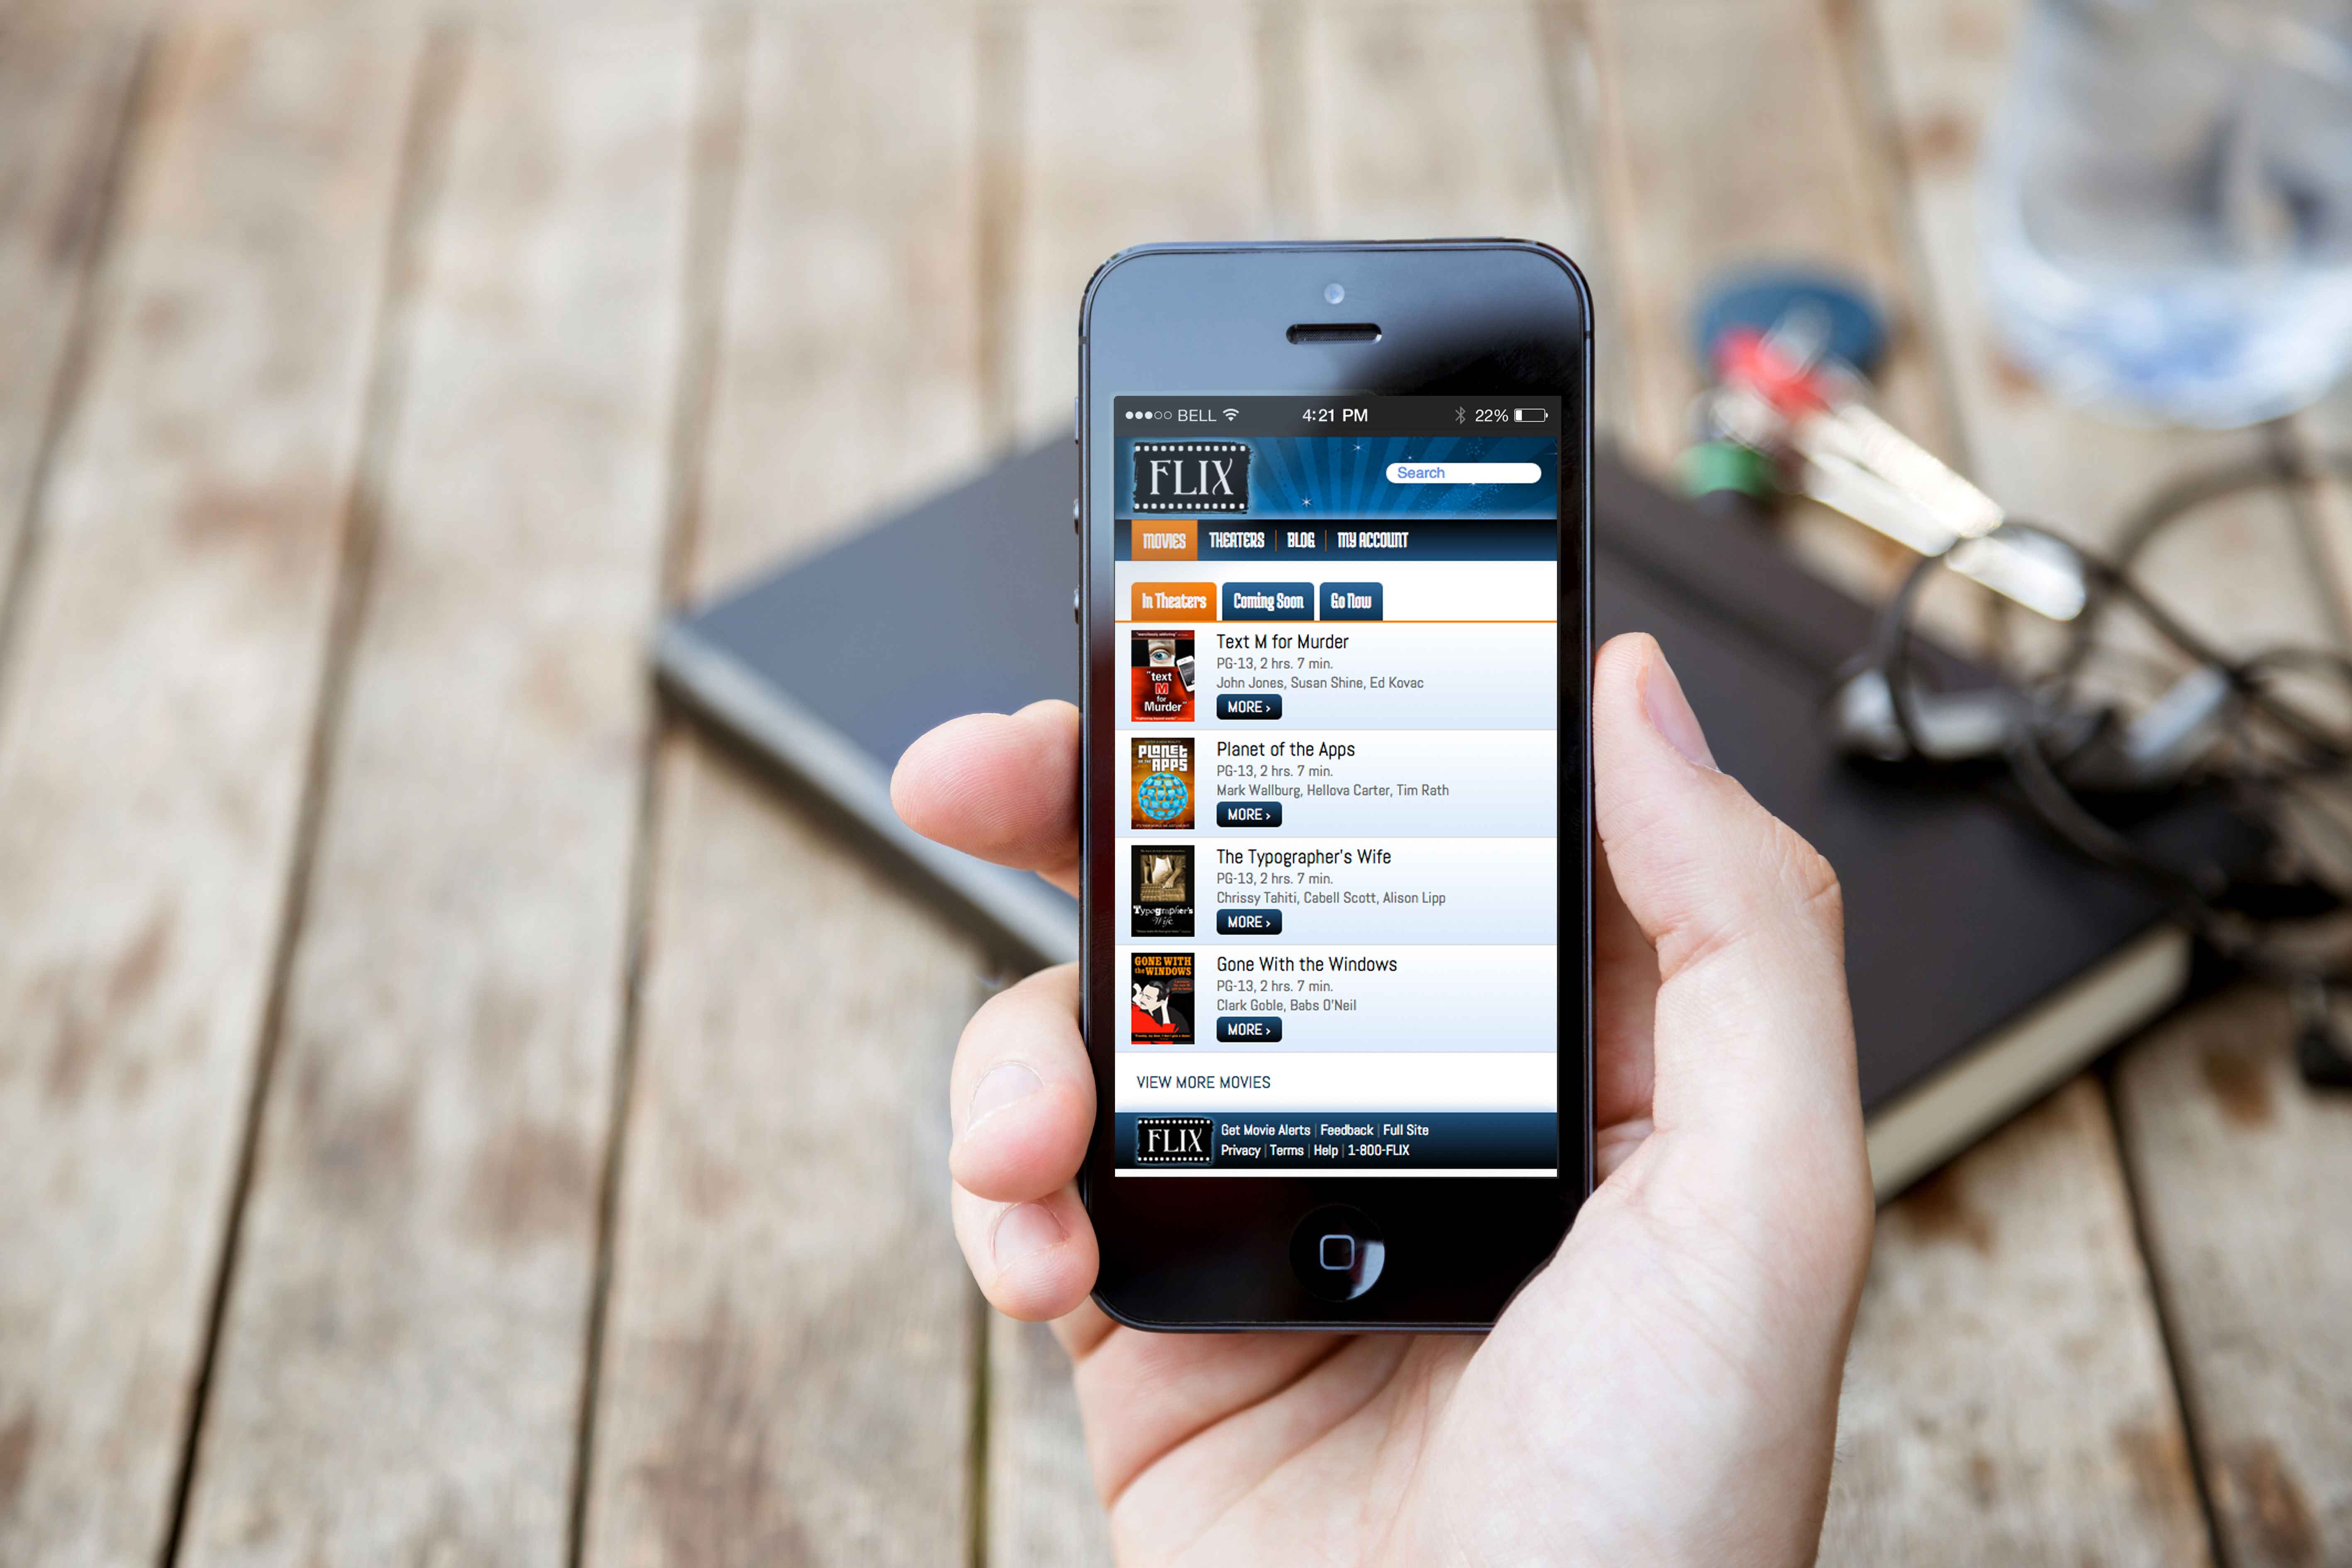 BELL 4:21 PM 22%
FLIX Search
MOVIES THEATERS BLOG MY ACCOUNT
In Theaters Coming Soon Go Now
Text M for Murder
PG-13, 2 hrs. 7 min.
John Jones, Susan Shine, Ed Kovac
MORE >
"text
M
for
Murder"
Planet of the Apps
PG-13, 2 hrs. 7 min.
Mark Wallburg, Hellova Carter, Tim Rath
MORE >
PLANET
OF THE
APPS
The Typographer's Wife
PG-13, 2 hrs. 7 min.
Chrissy Tahiti, Cabell Scott, Alison Lipp
MORE >
Typographer's
Wife
Gone With the Windows
PG-13, 2 hrs. 7 min.
Clark Goble, Babs O'Neil
MORE >
GONE WITH
the WINDOWS
VIEW MORE MOVIES
FLIX
Get Movie Alerts | Feedback | Full Site
Privacy | Terms | Help | 1-800-FLIX